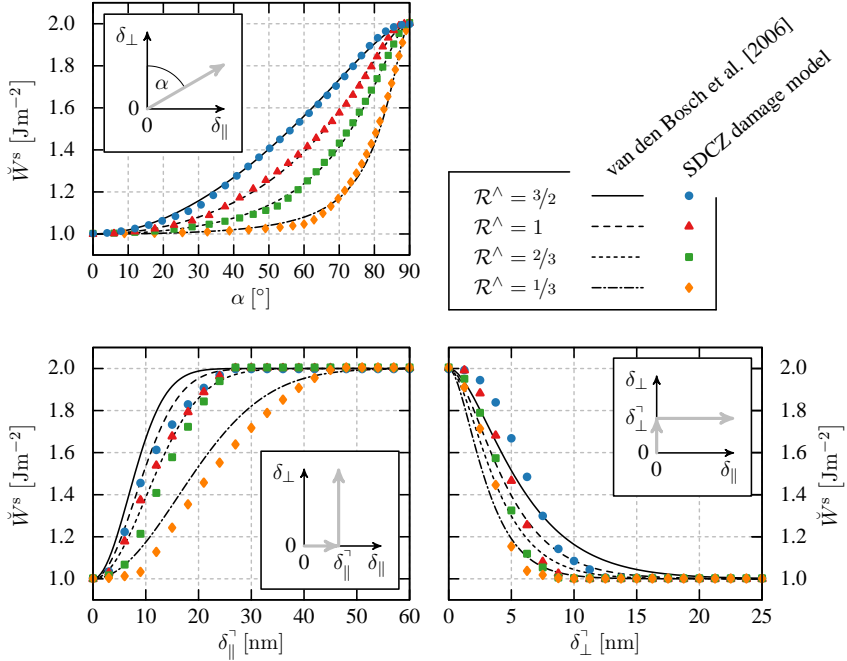 2.0
1.8
1.6
1.4
1.2
1.0
W̆ˢ [Jm⁻²]
δ⊥
α
0
0
δ∥
0 10 20 30 40 50 60 70 80 90
α [°]
van den Bosch et al. [2006]
SDCZ damage model
ℛ^ = 3/2
ℛ^ = 1
ℛ^ = 2/3
ℛ^ = 1/3
2.0
1.8
1.6
1.4
1.2
1.0
W̆ˢ [Jm⁻²]
δ⊥
0
0 δ∥^¬ δ∥
0 10 20 30 40 50 60
δ∥^¬ [nm]
δ⊥
δ⊥^¬
0
0 δ∥
2.0
1.8
1.6
1.4
1.2
1.0
W̆ˢ [Jm⁻²]
0 5 10 15 20 25
δ⊥^¬ [nm]